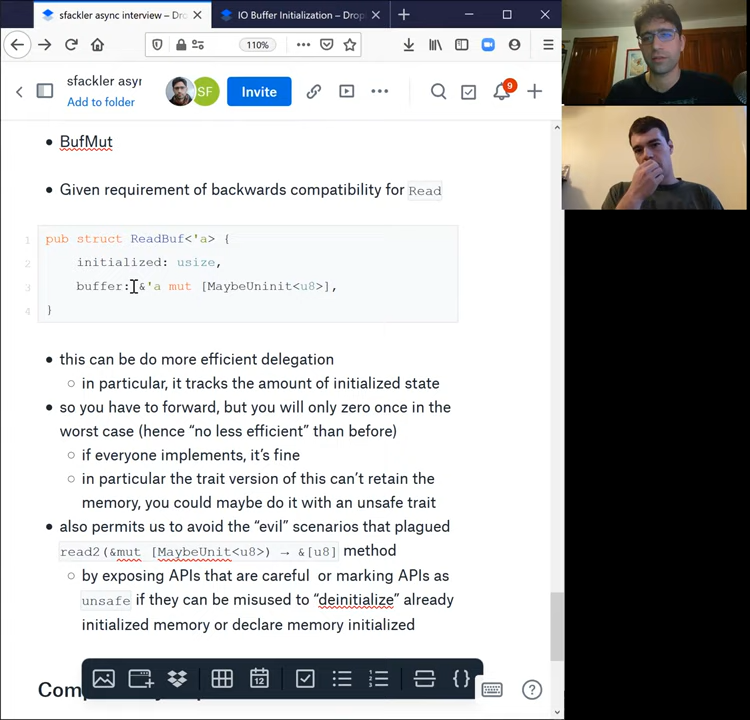 sfackler async interview – Dro
IO Buffer Initialization – Drop
110%
sfackler asyn
Add to folder
SF
Invite
9
BufMut
Given requirement of backwards compatibility for Read
1 pub struct ReadBuf<'a> {
2 initialized: usize,
3 buffer: &'a mut [MaybeUninit<u8>],
4 }
this can be do more efficient delegation
in particular, it tracks the amount of initialized state
so you have to forward, but you will only zero once in the
worst case (hence “no less efficient” than before)
if everyone implements, it’s fine
in particular the trait version of this can’t retain the
memory, you could maybe do it with an unsafe trait
also permits us to avoid the “evil” scenarios that plagued
read2(&mut [MaybeUnit<u8>) → &[u8] method
by exposing APIs that are careful or marking APIs as
unsafe if they can be misused to “deinitialize” already
initialized memory or declare memory initialized
12